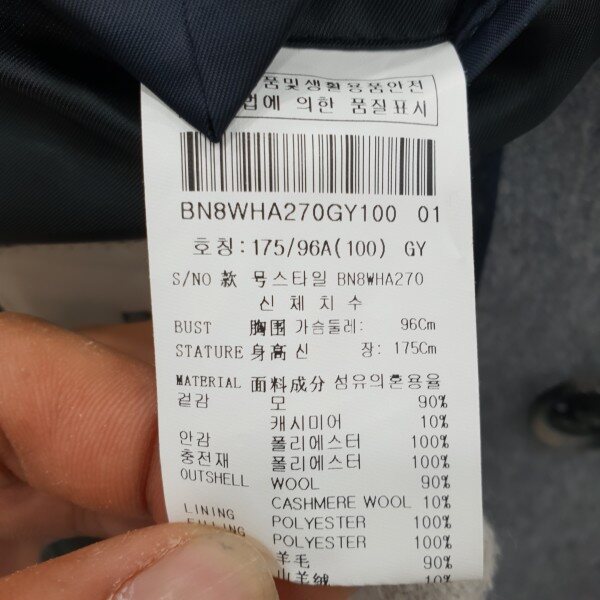 품및생활용품안전
법에 의한 품질표시
BN8WHA270GY100 01
호칭:175/96A(100) GY
S/NO 款 号스타일 BN8WHA270
신체치수
BUST 胸围 가슴둘레: 96Cm
STATURE 身高 신 장: 175Cm
MATERIAL 面料成分 섬유의혼용율
겉감 모 90%
캐시미어 10%
안감 폴리에스터 100%
충전재 폴리에스터 100%
OUTSHELL WOOL 90%
CASHMERE WOOL 10%
LINING POLYESTER 100%
FILLING POLYESTER 100%
羊毛 90%
山羊绒 10%